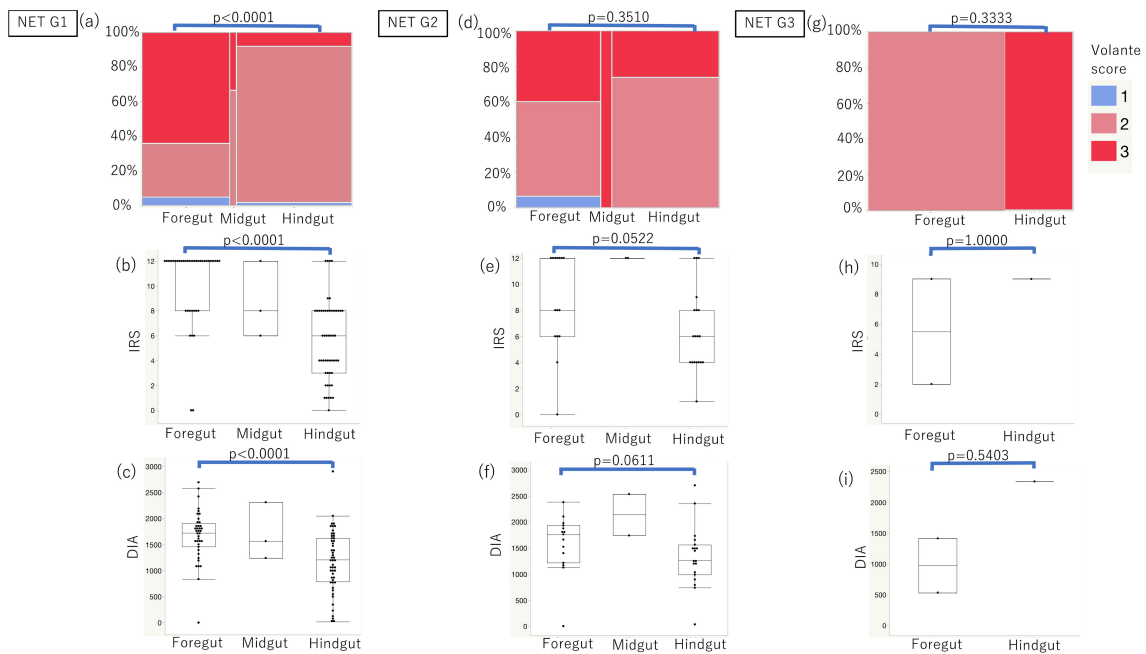 NET G1
(a)
p<0.0001
100%
80%
60%
40%
20%
0%
Foregut Midgut Hindgut
NET G2
(d)
p=0.3510
100%
80%
60%
40%
20%
0%
Foregut Midgut Hindgut
NET G3
(g)
p=0.3333
100%
80%
60%
40%
20%
0%
Foregut Hindgut
Volante
score
1
2
3
(b)
p<0.0001
IRS
12
10
8
6
4
2
0
Foregut Midgut Hindgut
(e)
p=0.0522
IRS
12
10
8
6
4
2
0
Foregut Midgut Hindgut
(h)
p=1.0000
IRS
10
8
6
4
2
0
Foregut Hindgut
(c)
p<0.0001
DIA
3000
2500
2000
1500
1000
500
0
Foregut Midgut Hindgut
(f)
p=0.0611
DIA
3000
2500
2000
1500
1000
500
0
Foregut Midgut Hindgut
(i)
p=0.5403
DIA
2500
2000
1500
1000
500
0
Foregut Hindgut